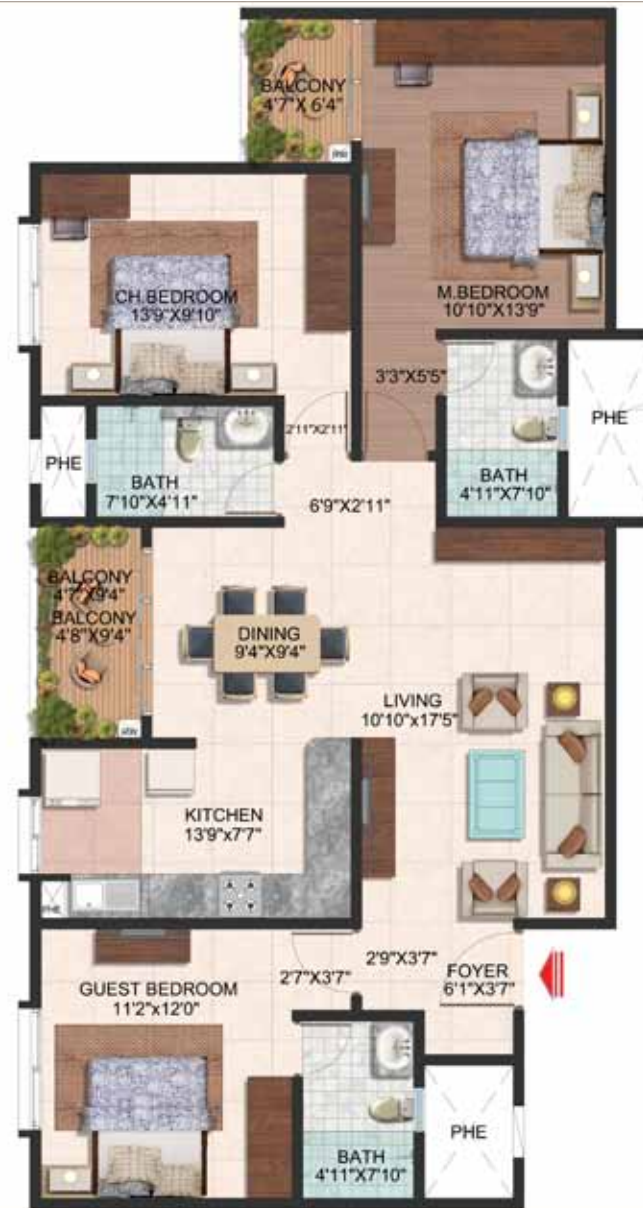 BALCONY
4'7"X 6'4"
CH.BEDROOM
13'9"X9'10"
M.BEDROOM
10'10"X13'9"
3'3"X5'5"
PHE
2'11"X2'11"
PHE
BATH
7'10"X4'11"
BATH
4'11"X7'10"
6'9"X2'11"
BALCONY
4'7"X9'4"
BALCONY
4'8"X9'4"
DINING
9'4"X9'4"
LIVING
10'10"x17'5"
KITCHEN
13'9"x7'7"
PHE
GUEST BEDROOM
11'2"x12'0"
2'7"X3'7"
2'9"X3'7"
FOYER
6'1"X3'7"
PHE
BATH
4'11"X7'10"